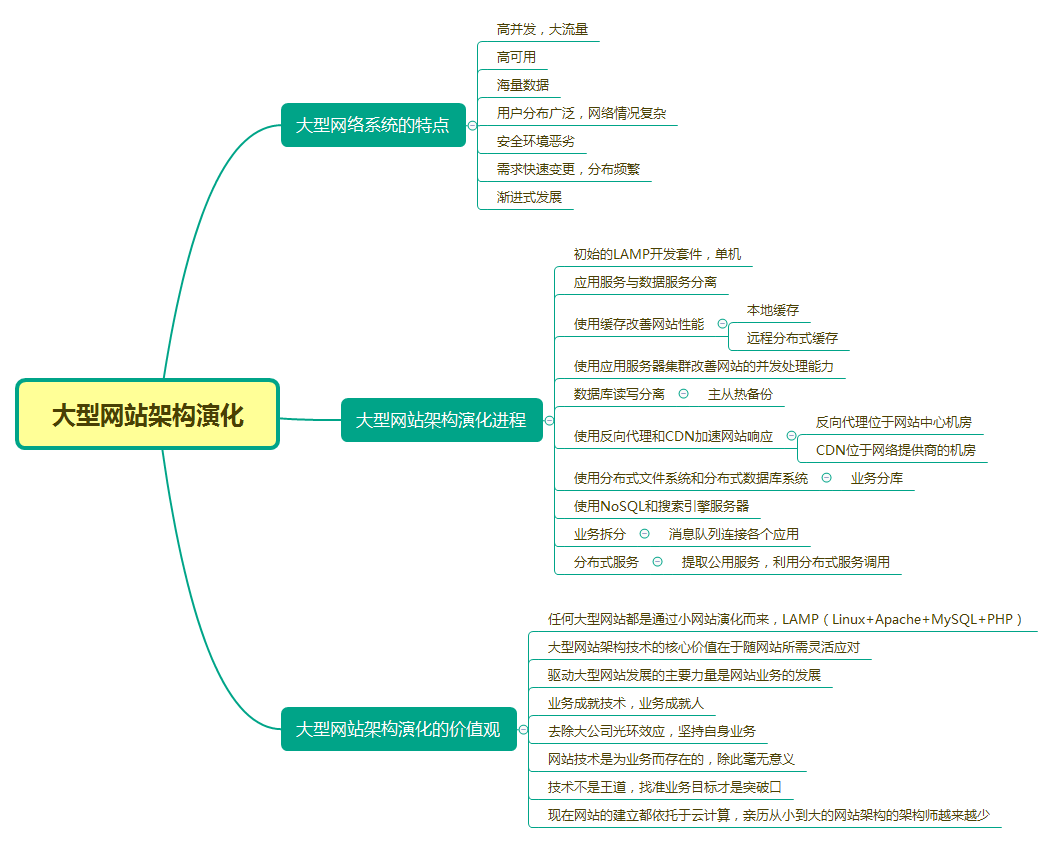 大型网站架构演化
大型网络系统的特点
高并发，大流量
高可用
海量数据
用户分布广泛，网络情况复杂
安全环境恶劣
需求快速变更，分布频繁
渐进式发展
大型网站架构演化进程
初始的LAMP开发套件，单机
应用服务与数据服务分离
使用缓存改善网站性能
本地缓存
远程分布式缓存
使用应用服务器集群改善网站的并发处理能力
数据库读写分离
主从热备份
使用反向代理和CDN加速网站响应
反向代理位于网站中心机房
CDN位于网络提供商的机房
使用分布式文件系统和分布式数据库系统
业务分库
使用NoSQL和搜索引擎服务器
业务拆分
消息队列连接各个应用
分布式服务
提取公用服务，利用分布式服务调用
大型网站架构演化的价值观
任何大型网站都是通过小网站演化而来，LAMP（Linux+Apache+MySQL+PHP）
大型网站架构技术的核心价值在于随网站所需灵活应对
驱动大型网站发展的主要力量是网站业务的发展
业务成就技术，业务成就人
去除大公司光环效应，坚持自身业务
网站技术是为业务而存在的，除此毫无意义
技术不是王道，找准业务目标才是突破口
现在网站的建立都依托于云计算，亲历从小到大的网站架构的架构师越来越少